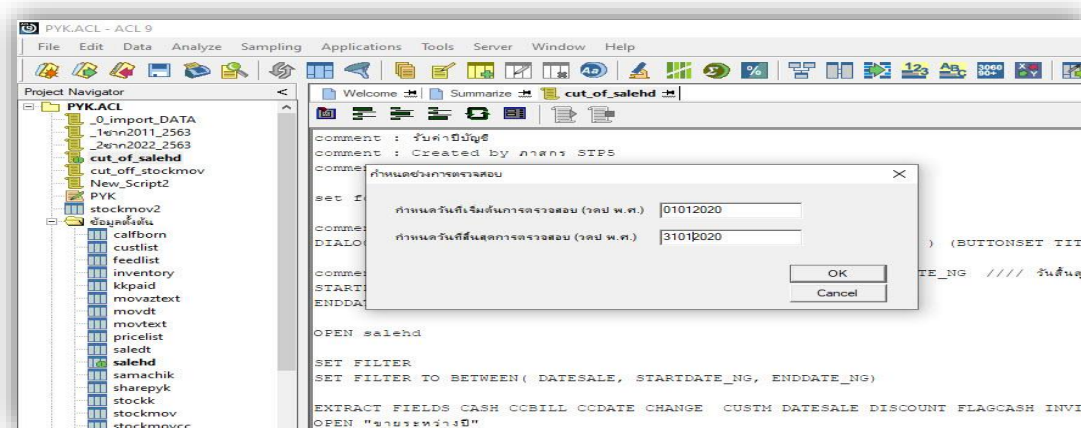 PYK.ACL - ACL 9
File Edit Data Analyze Sampling Applications Tools Server Window Help
Project Navigator
Welcome Summarize cut_of_salehd
PYK.ACL
_0_import_DATA
_1ซาก2011_2563
_2ซาก2022_2563
cut_of_salehd
cut_off_stockmov
New_Script2
PYK
stockmov2
ข้อมูลตั้งต้น
calfborn
custlist
feedlist
inventory
kkpaid
movaztext
movdt
movtext
pricelist
saledt
salehd
samachik
sharepyk
stockk
stockmov
stockmovcc
comment : รับค่าปีบัญชี
comment : Created by ภาสกร STP5
comme
set f
comme
DIALO ) (BUTTONSET TIT
comme TE_NG //// วันสิ้นสุ
START
ENDDA
OPEN salehd
SET FILTER
SET FILTER TO BETWEEN( DATESALE, STARTDATE_NG, ENDDATE_NG)
EXTRACT FIELDS CASH CCBILL CCDATE CHANGE CUSTM DATESALE DISCOUNT FLAGCASH INVI
OPEN "ขายระหว่างปี"
กำหนดช่วงการตรวจสอบ
กำหนดวันที่เริ่มต้นการตรวจสอบ (วดป พ.ศ.) 01012020
กำหนดวันที่สิ้นสุดการตรวจสอบ (วดป พ.ศ.) 31012020
OK
Cancel